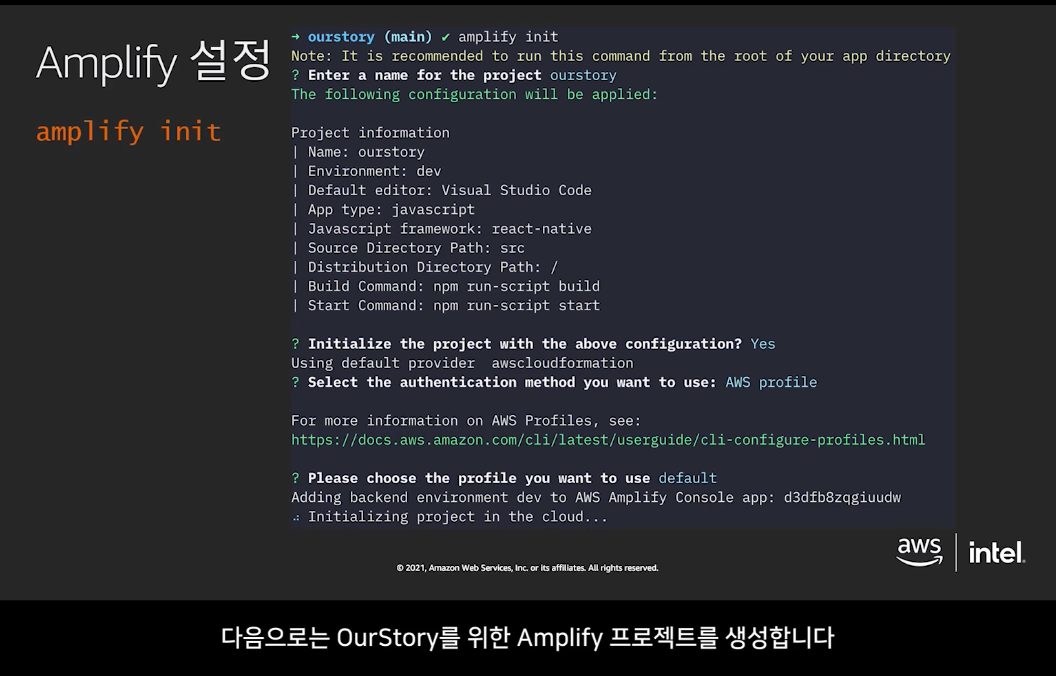 Amplify 설정
amplify init
→ ourstory (main) ✔ amplify init
Note: It is recommended to run this command from the root of your app directory
? Enter a name for the project ourstory
The following configuration will be applied:
Project information
| Name: ourstory
| Environment: dev
| Default editor: Visual Studio Code
| App type: javascript
| Javascript framework: react-native
| Source Directory Path: src
| Distribution Directory Path: /
| Build Command: npm run-script build
| Start Command: npm run-script start
? Initialize the project with the above configuration? Yes
Using default provider  awscloudformation
? Select the authentication method you want to use: AWS profile
For more information on AWS Profiles, see:
https://docs.aws.amazon.com/cli/latest/userguide/cli-configure-profiles.html
? Please choose the profile you want to use default
Adding backend environment dev to AWS Amplify Console app: d3dfb8zqgiuudw
⠴ Initializing project in the cloud...
aws | intel.
© 2021, Amazon Web Services, Inc. or its affiliates. All rights reserved.
다음으로는 OurStory를 위한 Amplify 프로젝트를 생성합니다